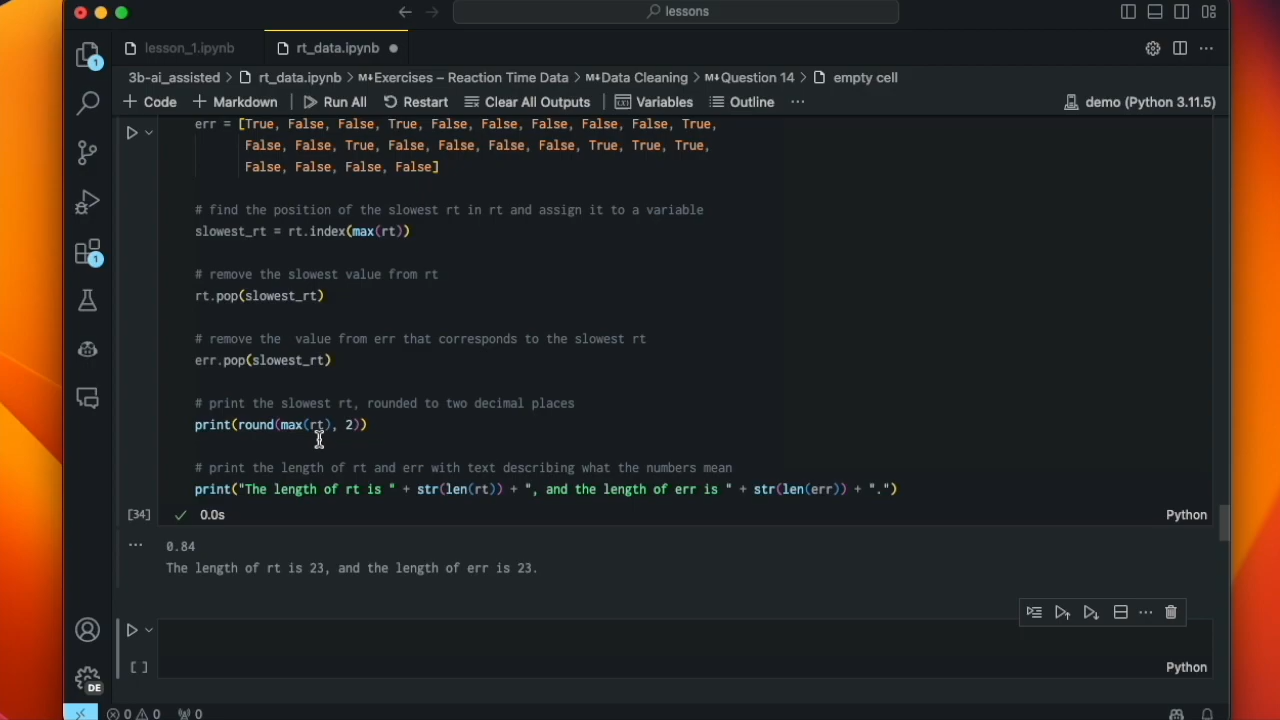 lessons
lesson_1.ipynb
rt_data.ipynb
3b-ai_assisted > rt_data.ipynb > M↓Exercises – Reaction Time Data > M↓Data Cleaning > M↓Question 14 > empty cell
+ Code + Markdown | Run All Restart Clear All Outputs | Variables Outline ··· demo (Python 3.11.5)
err = [True, False, False, True, False, False, False, False, False, True,
False, False, True, False, False, False, False, True, True, True,
False, False, False, False]
# find the position of the slowest rt in rt and assign it to a variable
slowest_rt = rt.index(max(rt))
# remove the slowest value from rt
rt.pop(slowest_rt)
# remove the  value from err that corresponds to the slowest rt
err.pop(slowest_rt)
# print the slowest rt, rounded to two decimal places
print(round(max(rt), 2))
# print the length of rt and err with text describing what the numbers mean
print("The length of rt is " + str(len(rt)) + ", and the length of err is " + str(len(err)) + ".")
[34] 0.0s Python
0.84
The length of rt is 23, and the length of err is 23.
[ ] Python
1
1
DE
0 0 0